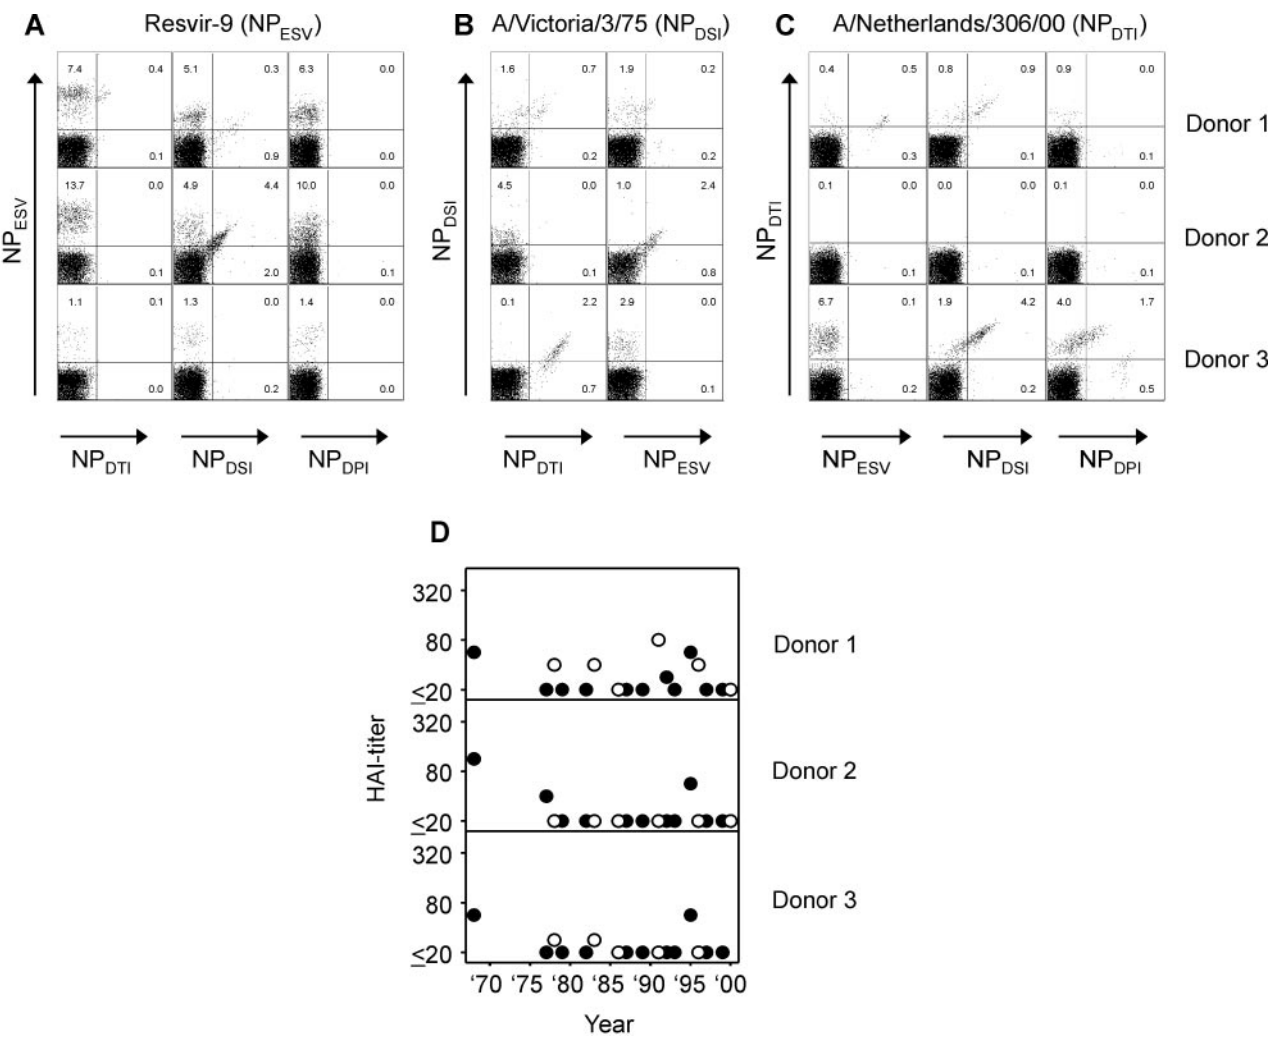 A Resvir-9 (NPESV) B A/Victoria/3/75 (NPDSI) C A/Netherlands/306/00 (NPDTI)
7.4 0.4 5.1 0.3 6.3 0.0 1.6 0.7 1.9 0.2 0.4 0.5 0.8 0.9 0.9 0.0
Donor 1
0.1 0.9 0.0 0.2 0.2 0.3 0.1 0.1
13.7 0.0 4.9 4.4 10.0 0.0 4.5 0.0 1.0 2.4 0.1 0.0 0.0 0.0 0.1 0.0
NPESV NPDSI NPDTI Donor 2
0.1 2.0 0.1 0.1 0.8 0.1 0.1 0.1
1.1 0.1 1.3 0.0 1.4 0.0 0.1 2.2 2.9 0.0 6.7 0.1 1.9 4.2 4.0 1.7
Donor 3
0.0 0.2 0.0 0.7 0.1 0.2 0.2 0.5
NPDTI NPDSI NPDPI NPDTI NPESV NPESV NPDSI NPDPI
D
320
80 Donor 1
≤20
320
80 Donor 2
≤20
HAI-titer
320
80 Donor 3
≤20
‘70 ‘75 ‘80 ‘85 ‘90 ‘95 ‘00
Year